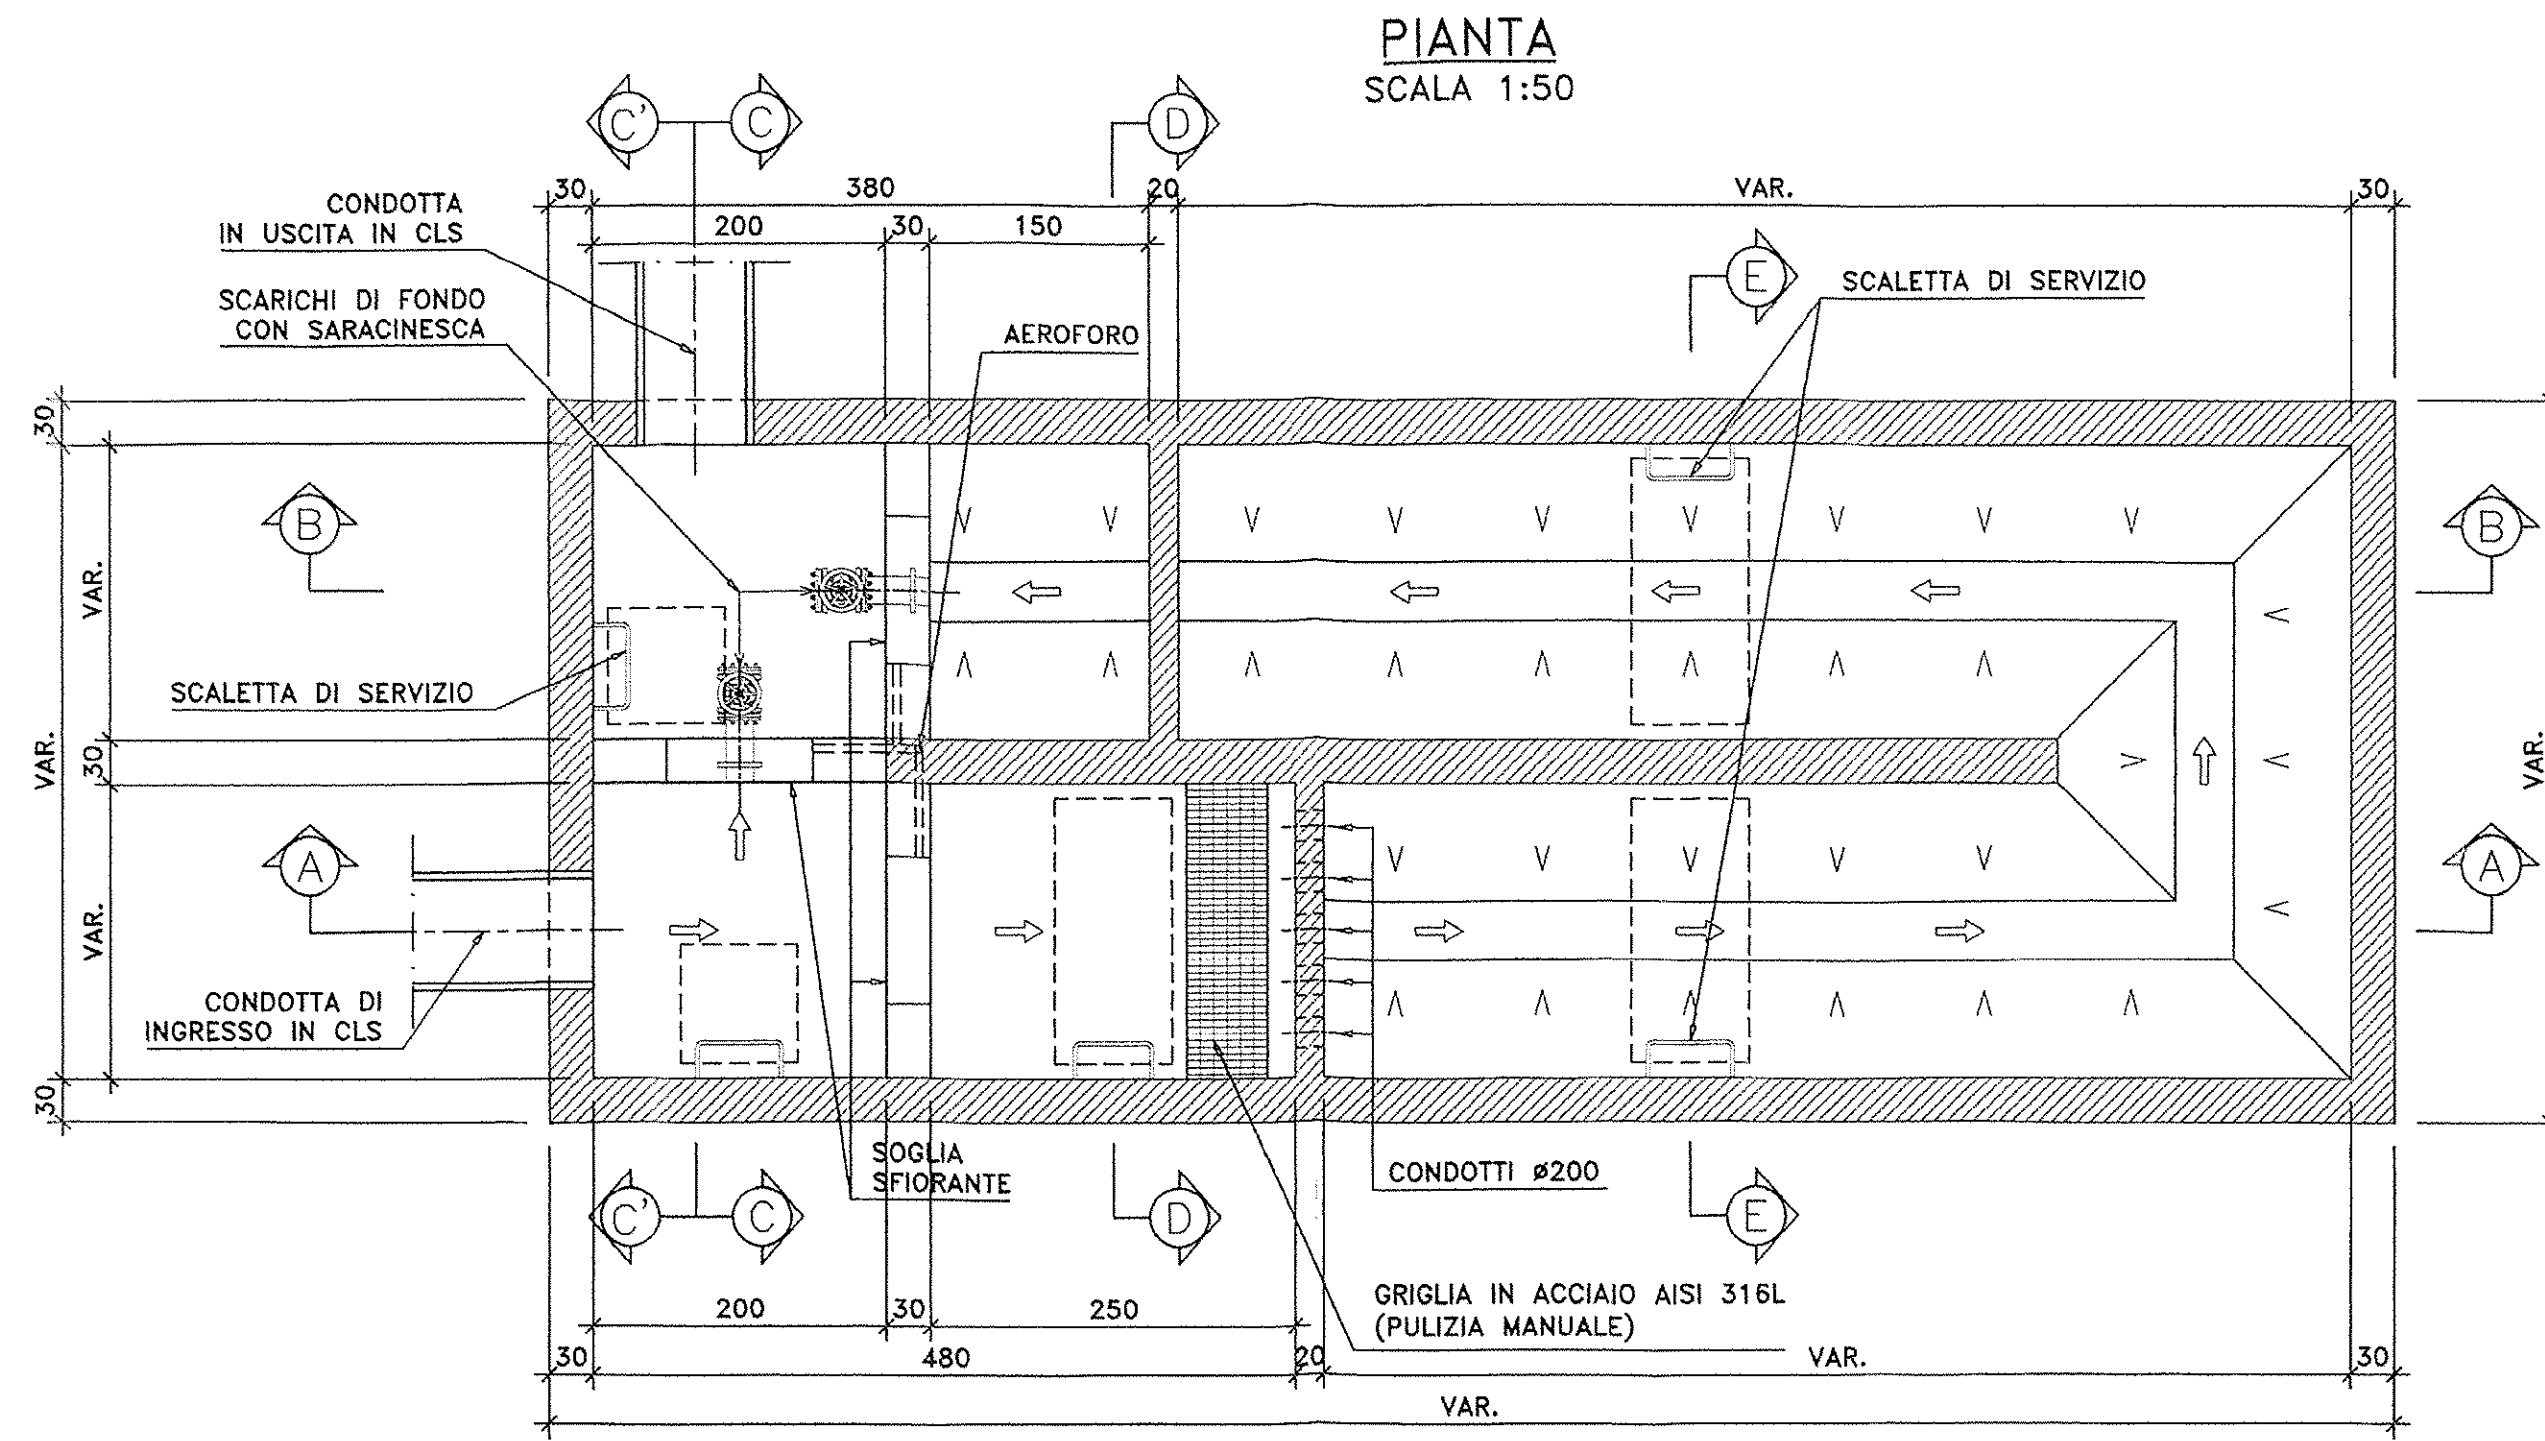 PIANTA
SCALA 1:50
C' C D
30 380 20 VAR. 30
CONDOTTA
IN USCITA IN CLS
200 30 150
E
SCARICHI DI FONDO
CON SARACINESCA
SCALETTA DI SERVIZIO
AEROFORO
30
B B
VAR.
SCALETTA DI SERVIZIO
VAR. 30 VAR.
A A
VAR.
CONDOTTA DI
INGRESSO IN CLS
30
SOGLIA
SFIORANTE
CONDOTTI ø200
C' C D E
GRIGLIA IN ACCIAIO AISI 316L
(PULIZIA MANUALE)
200 30 250
30 480 20 VAR. 30
VAR.